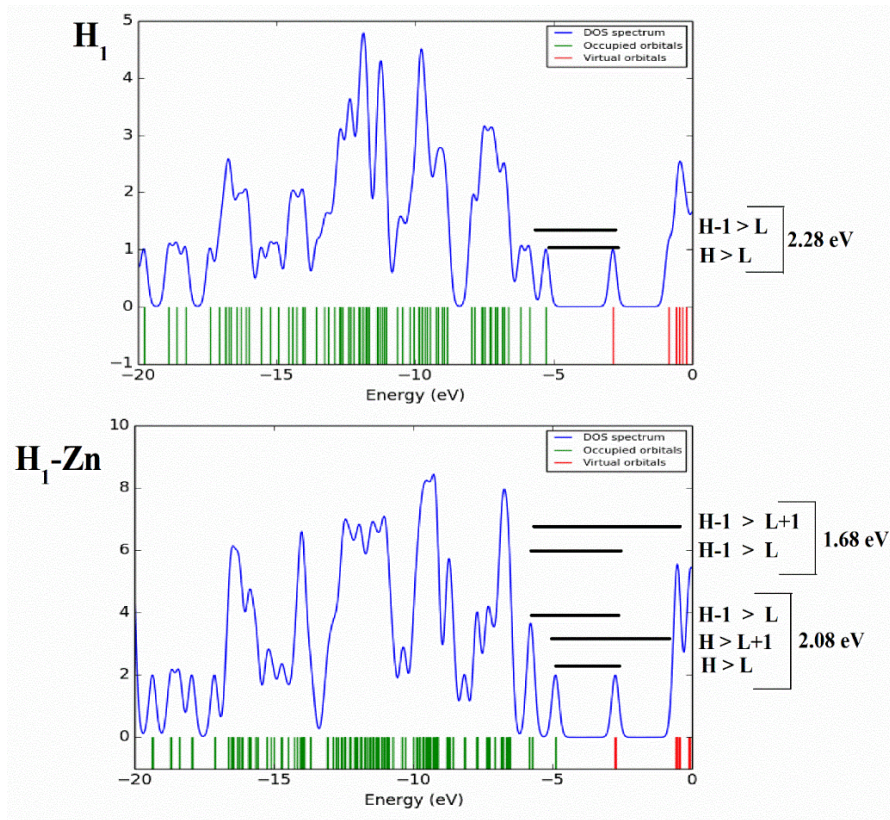 H1
5
4
3
2
1
0
−1
DOS spectrum
Occupied orbitals
Virtual orbitals
H-1 > L
H > L
2.28 eV
−20
−15
−10
−5
0
Energy (eV)
H1-Zn
10
8
6
4
2
0
DOS spectrum
Occupied orbitals
Virtual orbitals
H-1 > L+1
H-1 > L
1.68 eV
H-1 > L
H > L+1
H > L
2.08 eV
−20
−15
−10
−5
0
Energy (eV)